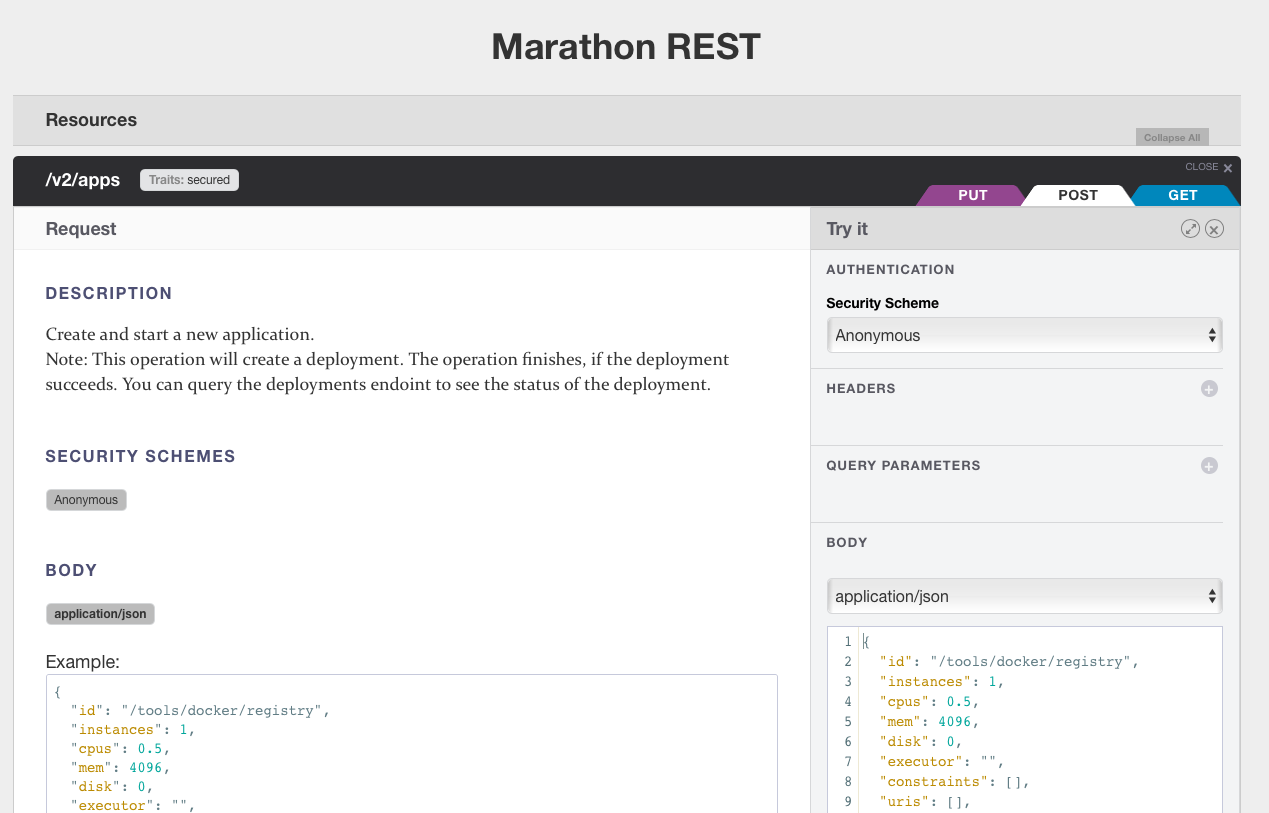 Marathon REST
Resources
Collapse All
/v2/apps
Traits: secured
CLOSE ×
PUT
POST
GET
Request
DESCRIPTION
Create and start a new application.
Note: This operation will create a deployment. The operation finishes, if the deployment
succeeds. You can query the deployments endoint to see the status of the deployment.
SECURITY SCHEMES
Anonymous
BODY
application/json
Example:
{
"id": "/tools/docker/registry",
"instances": 1,
"cpus": 0.5,
"mem": 4096,
"disk": 0,
"executor": "",
Try it
AUTHENTICATION
Security Scheme
Anonymous
HEADERS
QUERY PARAMETERS
BODY
application/json
1 {
2 "id": "/tools/docker/registry",
3 "instances": 1,
4 "cpus": 0.5,
5 "mem": 4096,
6 "disk": 0,
7 "executor": "",
8 "constraints": [],
9 "uris": [],